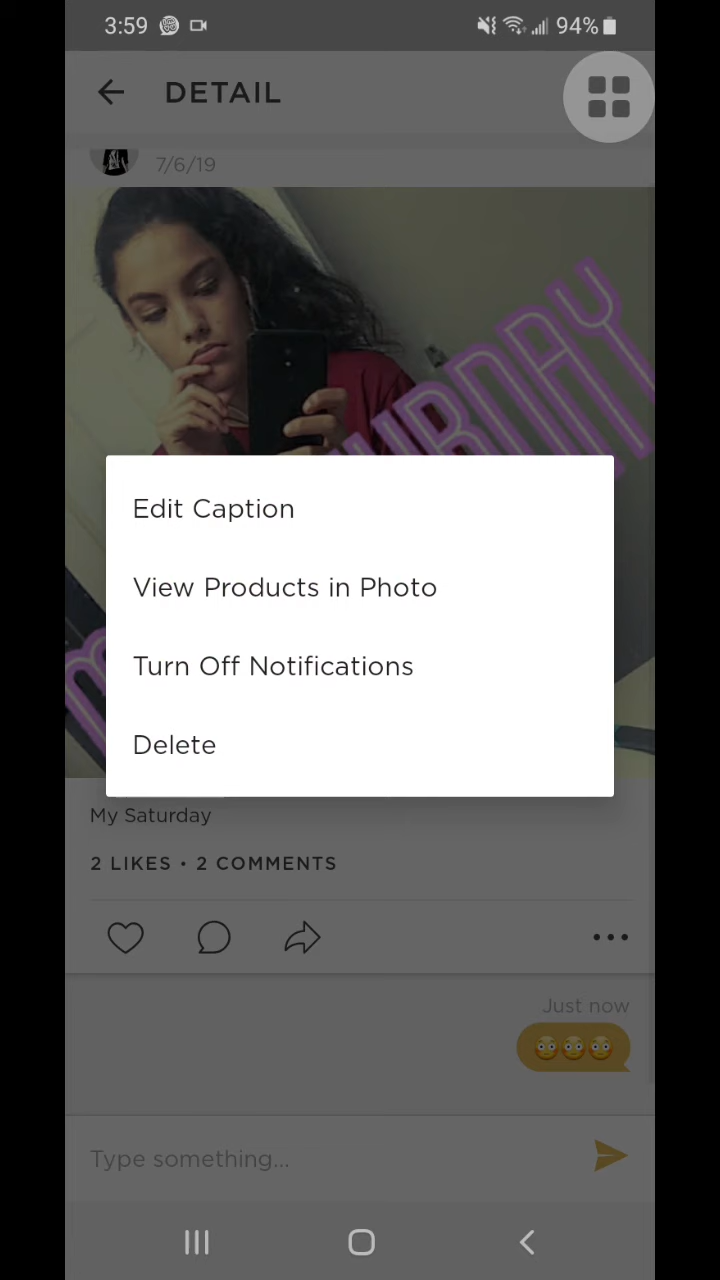 3:59 94%
DETAIL
7/6/19
Edit Caption
View Products in Photo
Turn Off Notifications
Delete
My Saturday
2 LIKES • 2 COMMENTS
Just now
😳😳😳
Type something...